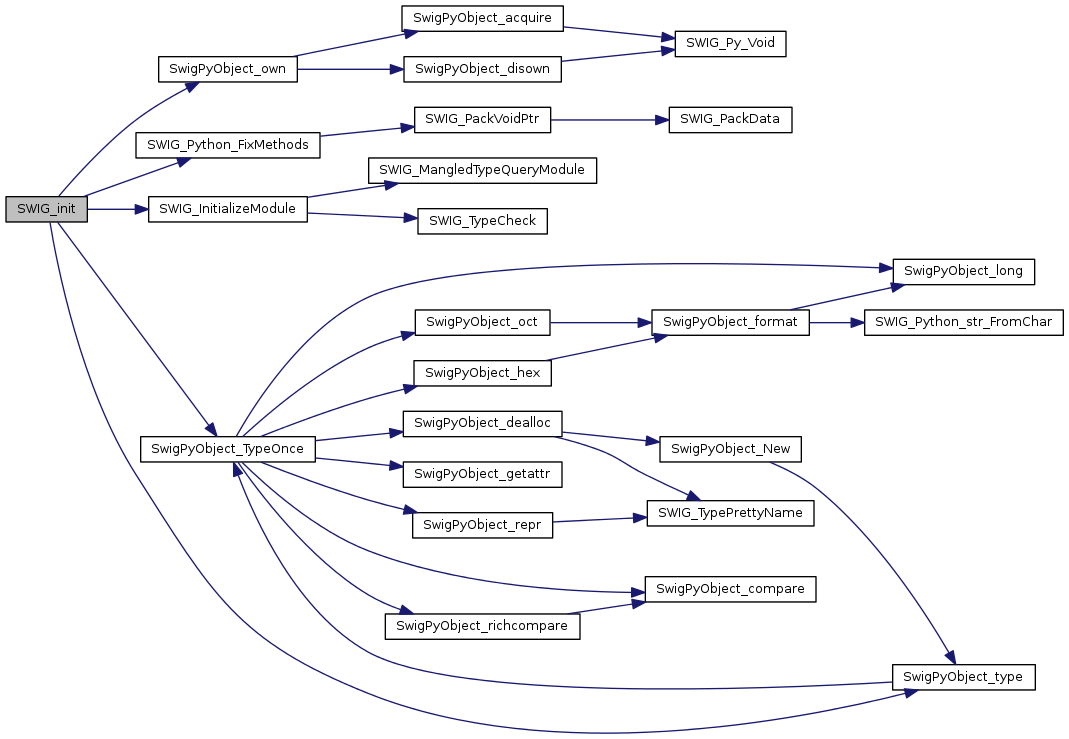 SwigPyObject_acquire
SWIG_Py_Void
SwigPyObject_own
SwigPyObject_disown
SWIG_PackVoidPtr
SWIG_PackData
SWIG_Python_FixMethods
SWIG_MangledTypeQueryModule
SWIG_init
SWIG_InitializeModule
SWIG_TypeCheck
SwigPyObject_long
SwigPyObject_oct
SwigPyObject_format
SWIG_Python_str_FromChar
SwigPyObject_hex
SwigPyObject_dealloc
SwigPyObject_TypeOnce
SwigPyObject_New
SwigPyObject_getattr
SWIG_TypePrettyName
SwigPyObject_repr
SwigPyObject_compare
SwigPyObject_richcompare
SwigPyObject_type